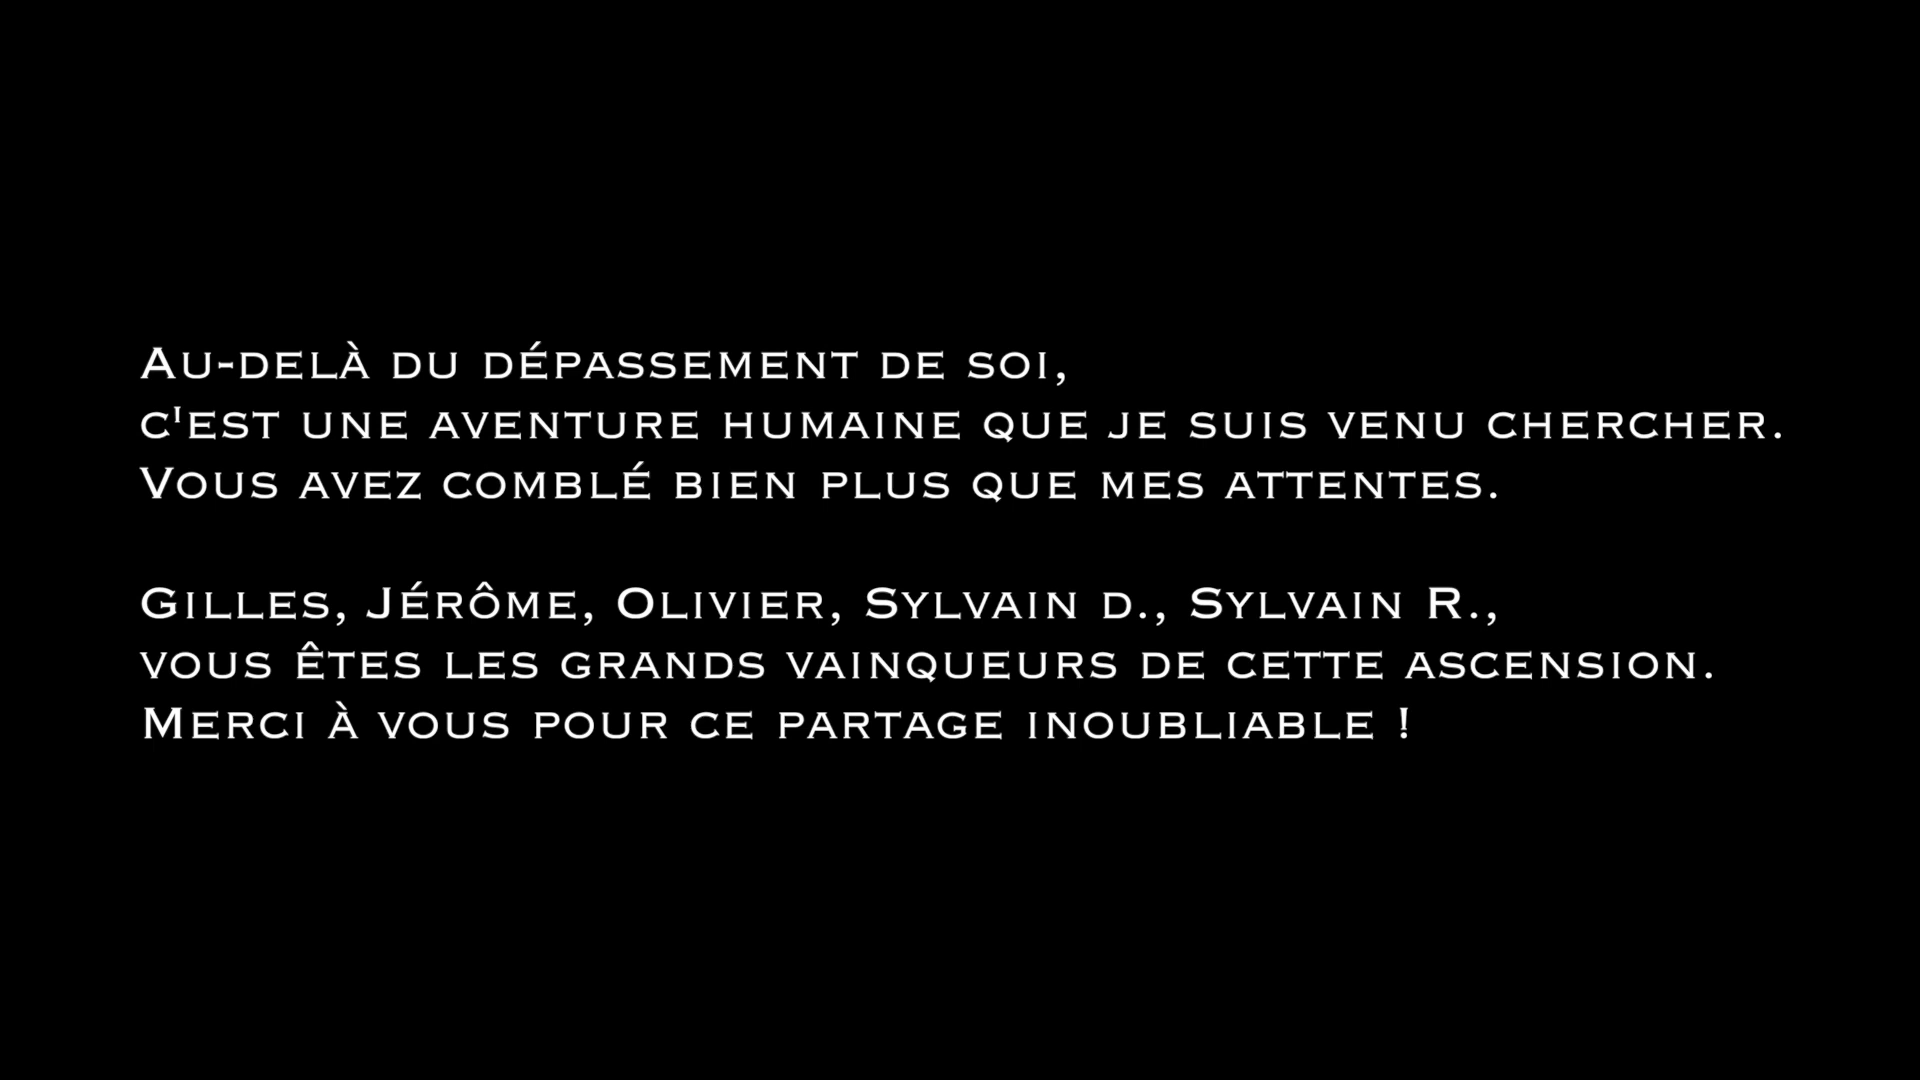 Au-delà du dépassement de soi,
c'est une aventure humaine que je suis venu chercher.
Vous avez comblé bien plus que mes attentes.
Gilles, Jérôme, Olivier, Sylvain d., Sylvain R.,
vous êtes les grands vainqueurs de cette ascension.
Merci à vous pour ce partage inoubliable !